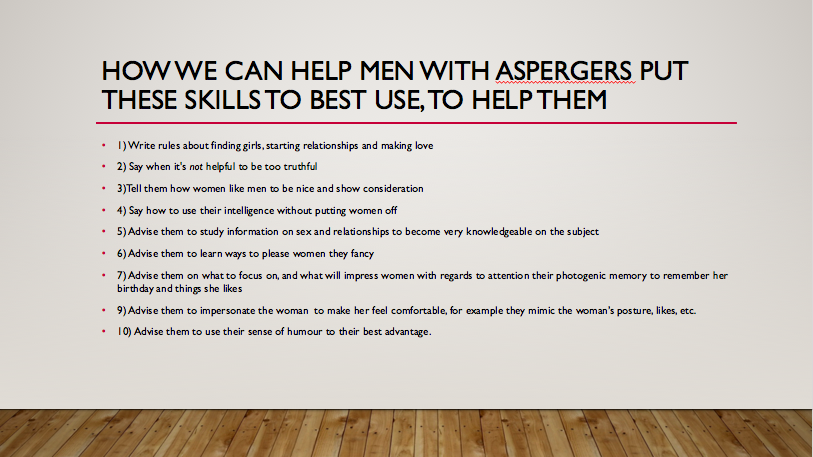 HOW WE CAN HELP MEN WITH ASPERGERS PUT
THESE SKILLS TO BEST USE, TO HELP THEM
• 1) Write rules about finding girls, starting relationships and making love
• 2) Say when it's not helpful to be too truthful
• 3)Tell them how women like men to be nice and show consideration
• 4) Say how to use their intelligence without putting women off
• 5) Advise them to study information on sex and relationships to become very knowledgeable on the subject
• 6) Advise them to learn ways to please women they fancy
• 7) Advise them on what to focus on, and what will impress women with regards to attention their photogenic memory to remember her
birthday and things she likes
• 9) Advise them to impersonate the woman to make her feel comfortable, for example they mimic the woman's posture, likes, etc.
• 10) Advise them to use their sense of humour to their best advantage.